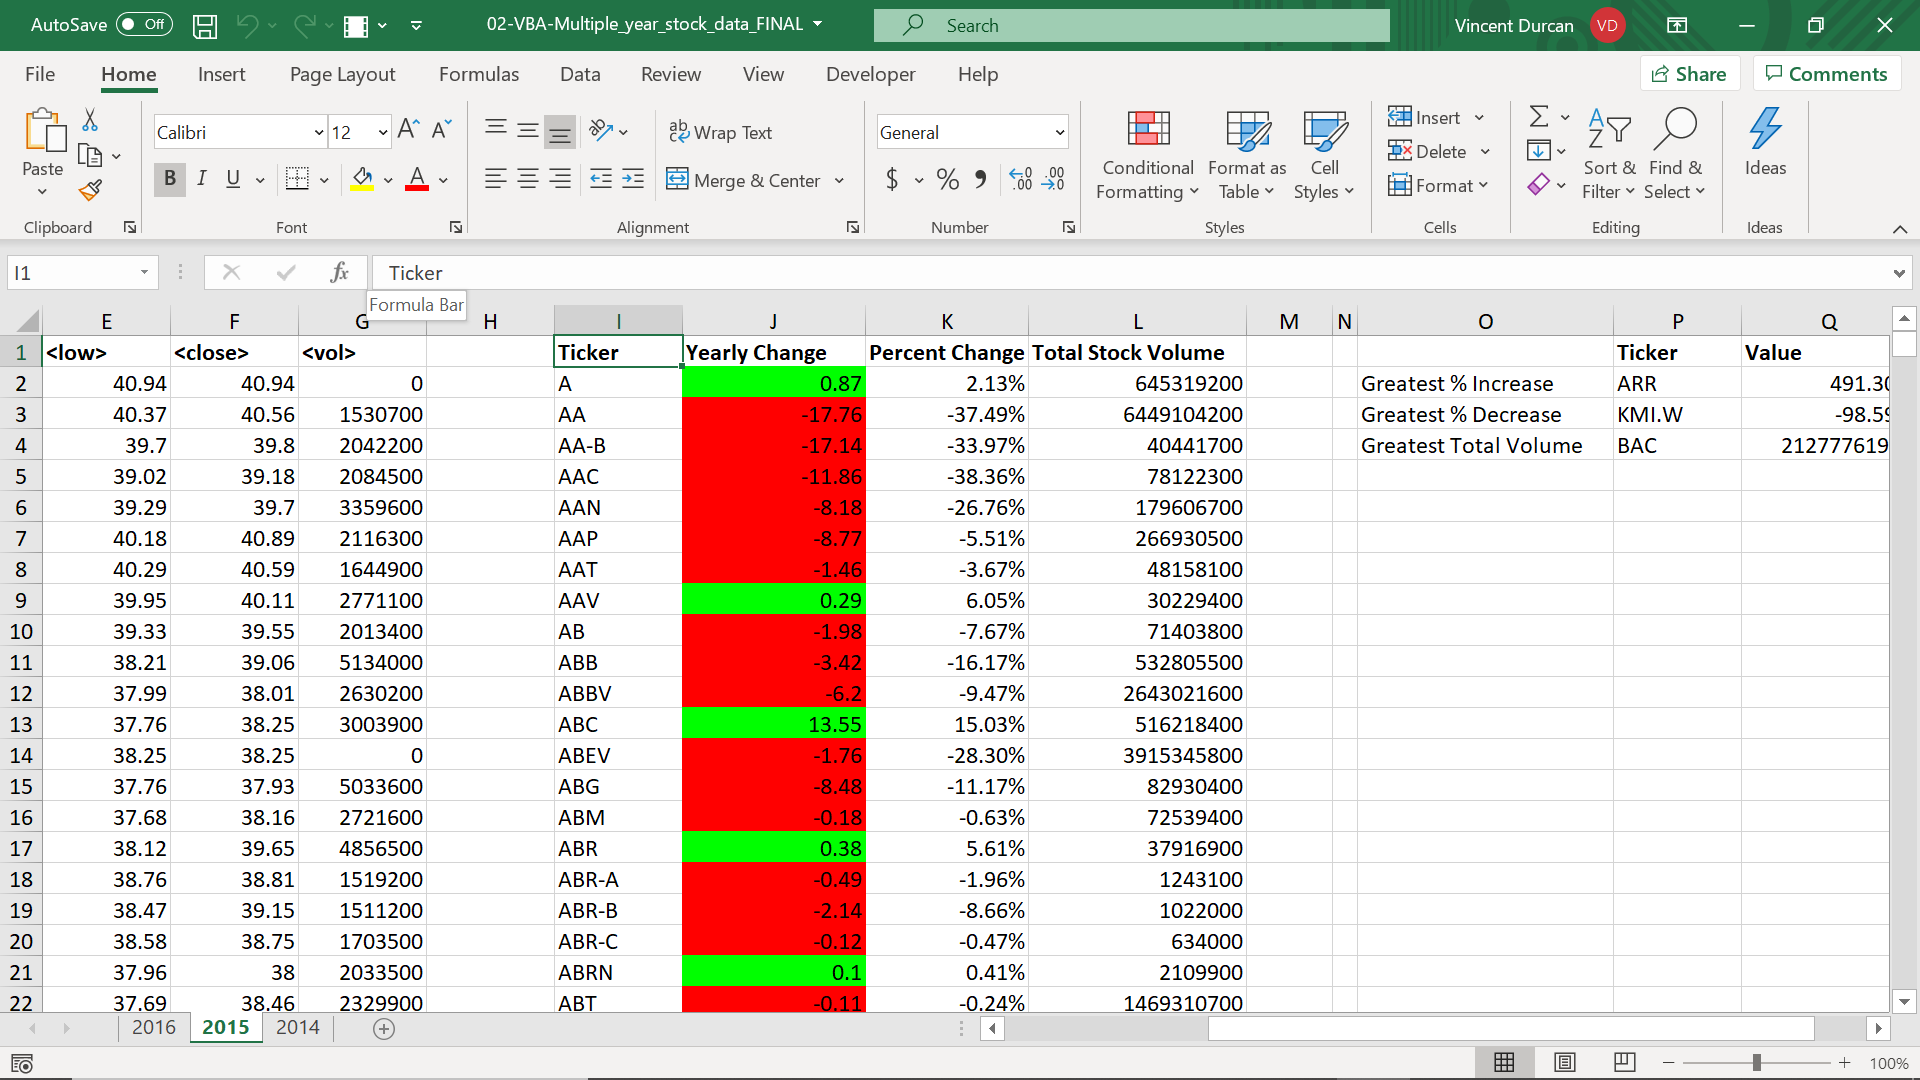 AutoSave Off 02-VBA-Multiple_year_stock_data_FINAL Search Vincent Durcan VD
File Home Insert Page Layout Formulas Data Review View Developer Help Share Comments
Paste
Clipboard
Calibri 12
B I U
Font
Wrap Text
Merge & Center
Alignment
General
$ % 9
Number
Conditional Formatting
Format as Table
Cell Styles
Styles
Insert
Delete
Format
Cells
Sort & Filter
Find & Select
Editing
Ideas
Ideas
I1 fx Ticker
Formula Bar
E F G H I J K L M N O P Q
1 <low> <close> <vol> Ticker Yearly Change Percent Change Total Stock Volume Ticker Value
2 40.94 40.94 0 A 0.87 2.13% 645319200 Greatest % Increase ARR 491.30
3 40.37 40.56 1530700 AA -17.76 -37.49% 6449104200 Greatest % Decrease KMI.W -98.59
4 39.7 39.8 2042200 AA-B -17.14 -33.97% 40441700 Greatest Total Volume BAC 212777619
5 39.02 39.18 2084500 AAC -11.86 -38.36% 78122300
6 39.29 39.7 3359600 AAN -8.18 -26.76% 179606700
7 40.18 40.89 2116300 AAP -8.77 -5.51% 266930500
8 40.29 40.59 1644900 AAT -1.46 -3.67% 48158100
9 39.95 40.11 2771100 AAV 0.29 6.05% 30229400
10 39.33 39.55 2013400 AB -1.98 -7.67% 71403800
11 38.21 39.06 5134000 ABB -3.42 -16.17% 532805500
12 37.99 38.01 2630200 ABBV -6.2 -9.47% 2643021600
13 37.76 38.25 3003900 ABC 13.55 15.03% 516218400
14 38.25 38.25 0 ABEV -1.76 -28.30% 3915345800
15 37.76 37.93 5033600 ABG -8.48 -11.17% 82930400
16 37.68 38.16 2721600 ABM -0.18 -0.63% 72539400
17 38.12 39.65 4856500 ABR 0.38 5.61% 37916900
18 38.76 38.81 1519200 ABR-A -0.49 -1.96% 1243100
19 38.47 39.15 1511200 ABR-B -2.14 -8.66% 1022000
20 38.58 38.75 1703500 ABR-C -0.12 -0.47% 634000
21 37.96 38 2033500 ABRN 0.1 0.41% 2109900
22 37.69 38.46 2329900 ABT -0.11 -0.24% 1469310700
2016 2015 2014
100%